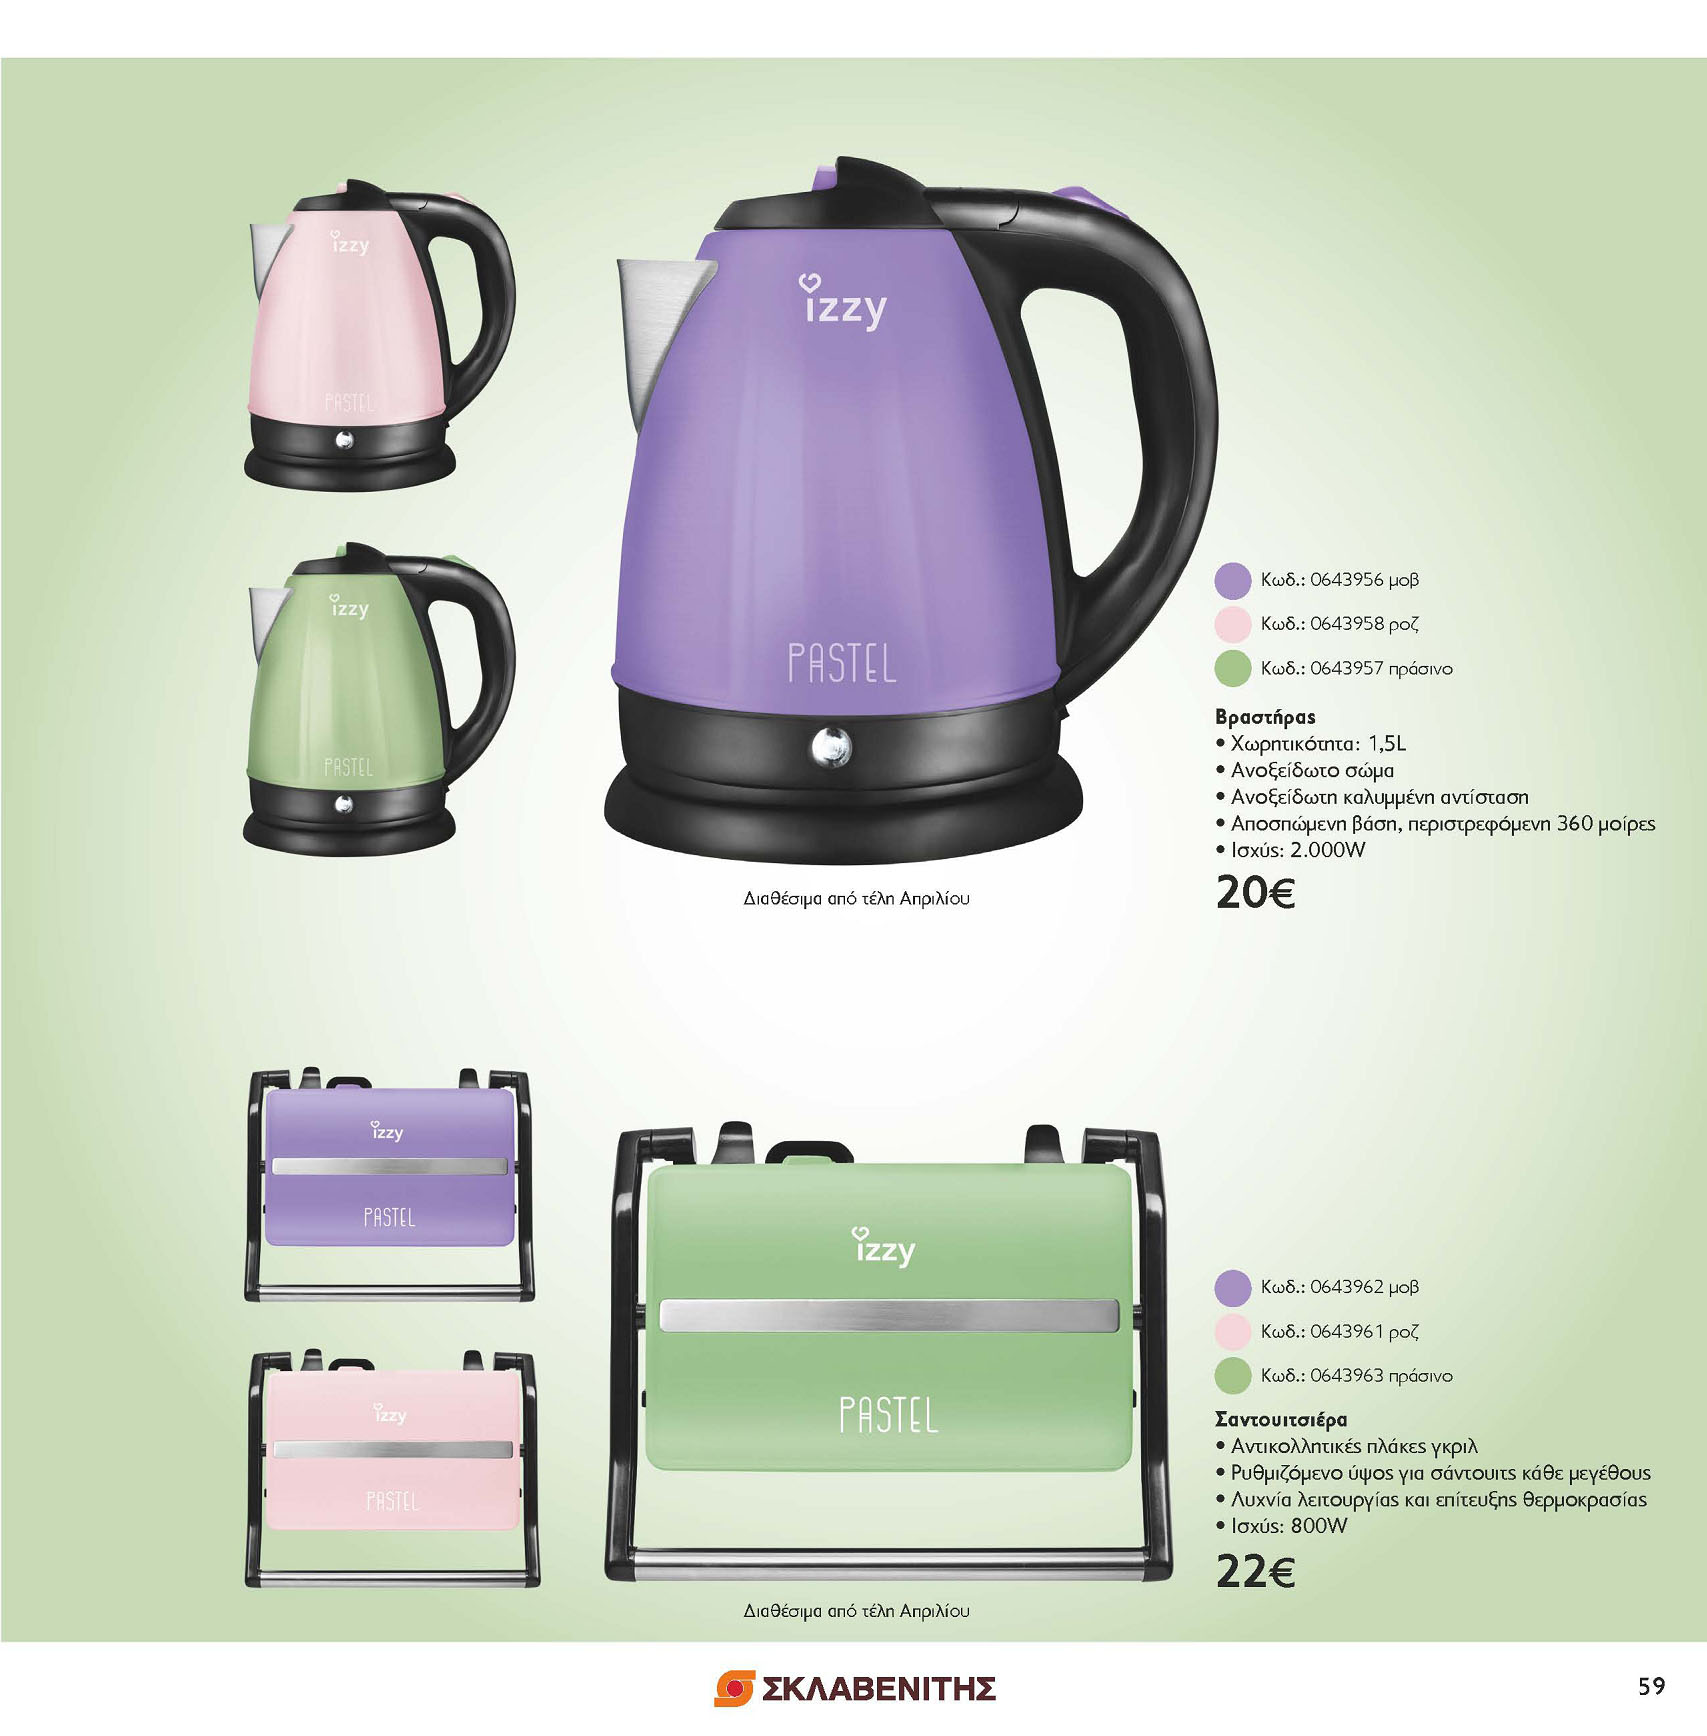 izzy
PASTEL
izzy
PASTEL
izzy
PASTEL
Κωδ.: 0643956 μοβ
Κωδ.: 0643958 ροζ
Κωδ.: 0643957 πράσινο
Βραστήρας
• Χωρητικότητα: 1,5L
• Ανοξείδωτο σώμα
• Ανοξείδωτη καλυμμένη αντίσταση
• Αποσπώμενη βάση, περιστρεφόμενη 360 μοίρες
• Ισχύς: 2.000W
20€
Διαθέσιμα από τέλη Απριλίου
izzy
PASTEL
izzy
PASTEL
izzy
PASTEL
Κωδ.: 0643962 μοβ
Κωδ.: 0643961 ροζ
Κωδ.: 0643963 πράσινο
Σαντουιτσιέρα
• Αντικολλητικές πλάκες γκριλ
• Ρυθμιζόμενο ύψος για σάντουιτς κάθε μεγέθους
• Λυχνία λειτουργίας και επίτευξης θερμοκρασίας
• Ισχύς: 800W
22€
Διαθέσιμα από τέλη Απριλίου
ΣΚΛΑΒΕΝΙΤΗΣ
59